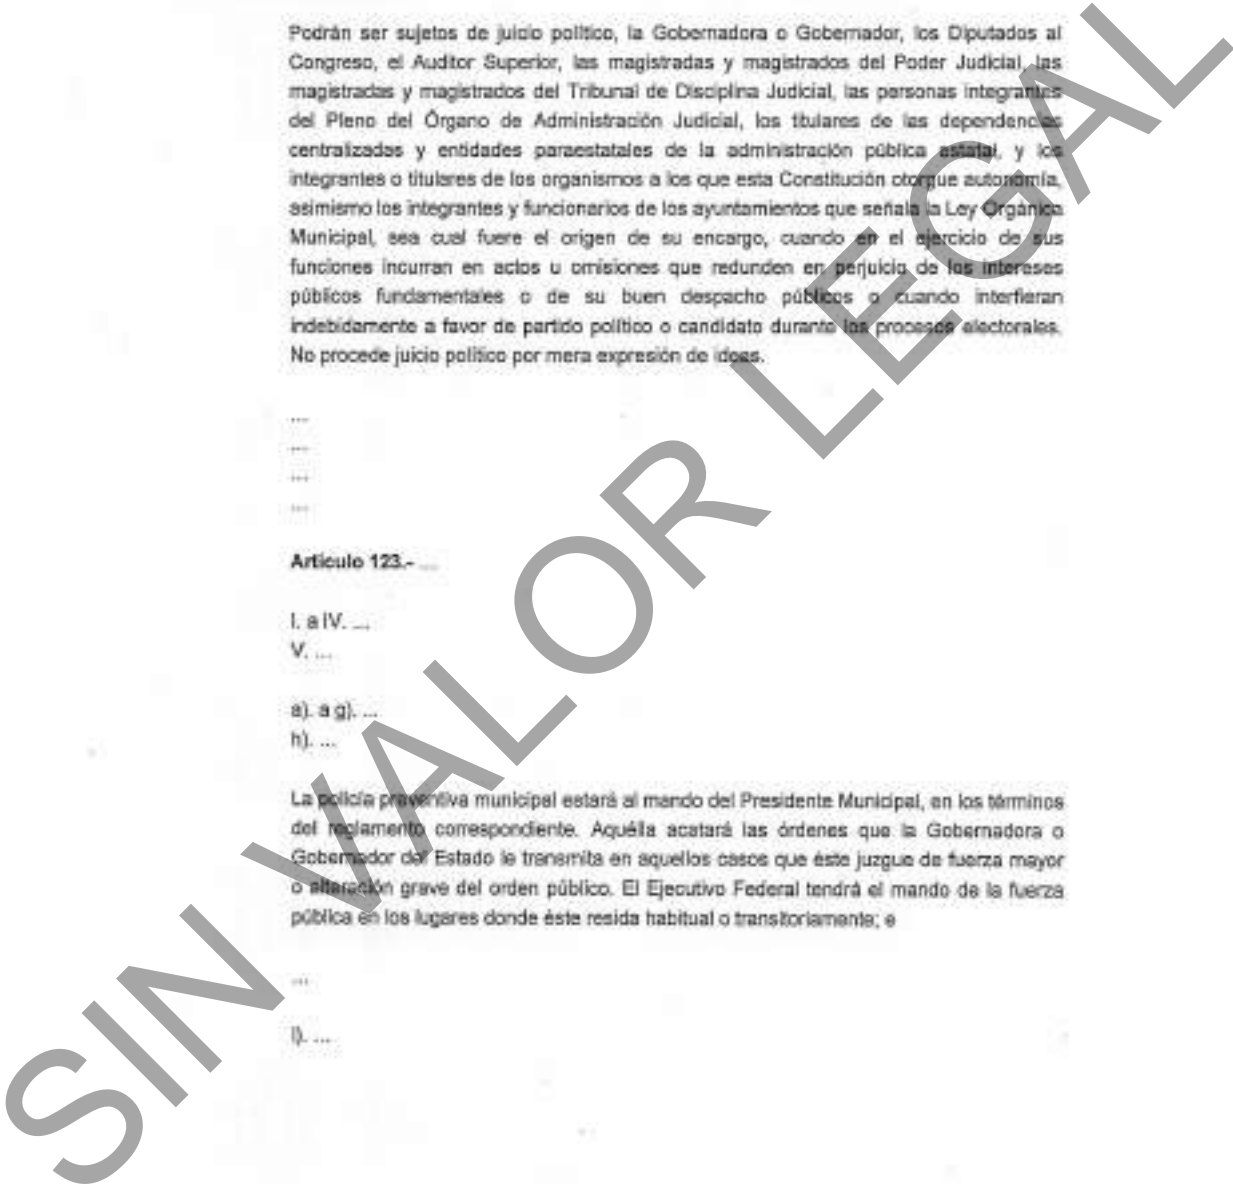 Podrán ser sujetos de juicio político, la Gobernadora o Gobernador, los Diputados al
Congreso, el Auditor Superior, las magistradas y magistrados del Poder Judicial, las
magistradas y magistrados del Tribunal de Disciplina Judicial, las personas integrantes
del Pleno del Órgano de Administración Judicial, los titulares de las dependencias
centralizadas y entidades paraestatales de la administración pública estatal, y los
integrantes o titulares de los organismos a los que esta Constitución otorgue autonomía,
asimismo los integrantes y funcionarios de los ayuntamientos que señala la Ley Orgánica
Municipal, sea cual fuere el origen de su encargo, cuando en el ejercicio de sus
funciones incurran en actos u omisiones que redunden en perjuicio de los intereses
públicos fundamentales o de su buen despacho públicos o cuando interfieran
indebidamente a favor de partido político o candidato durante los procesos electorales.
No procede juicio político por mera expresión de ideas.
...
...
...
...
Artículo 123.- ...
I. a IV. ...
V. ...
a). a g). ...
h). ...
La policía preventiva municipal estará al mando del Presidente Municipal, en los términos
del reglamento correspondiente. Aquélla acatará las órdenes que la Gobernadora o
Gobernador del Estado le transmita en aquellos casos que éste juzgue de fuerza mayor
o alteración grave del orden público. El Ejecutivo Federal tendrá el mando de la fuerza
pública en los lugares donde éste resida habitual o transitoriamente; e
...
i). ...
SIN VALOR LEGAL